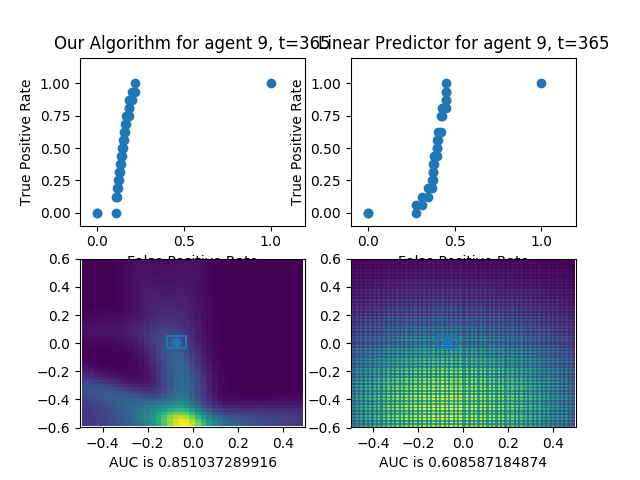 Our Algorithm for agent 9, t=365
Linear Predictor for agent 9, t=365
True Positive Rate
1.00
0.75
0.50
0.25
0.00
0.0 0.5 1.0
False Positive Rate
True Positive Rate
1.00
0.75
0.50
0.25
0.00
0.0 0.5 1.0
False Positive Rate
0.6
0.4
0.2
0.0
−0.2
−0.4
−0.6
−0.4 −0.2 0.0 0.2 0.4
AUC is 0.851037289916
0.6
0.4
0.2
0.0
−0.2
−0.4
−0.6
−0.4 −0.2 0.0 0.2 0.4
AUC is 0.608587184874